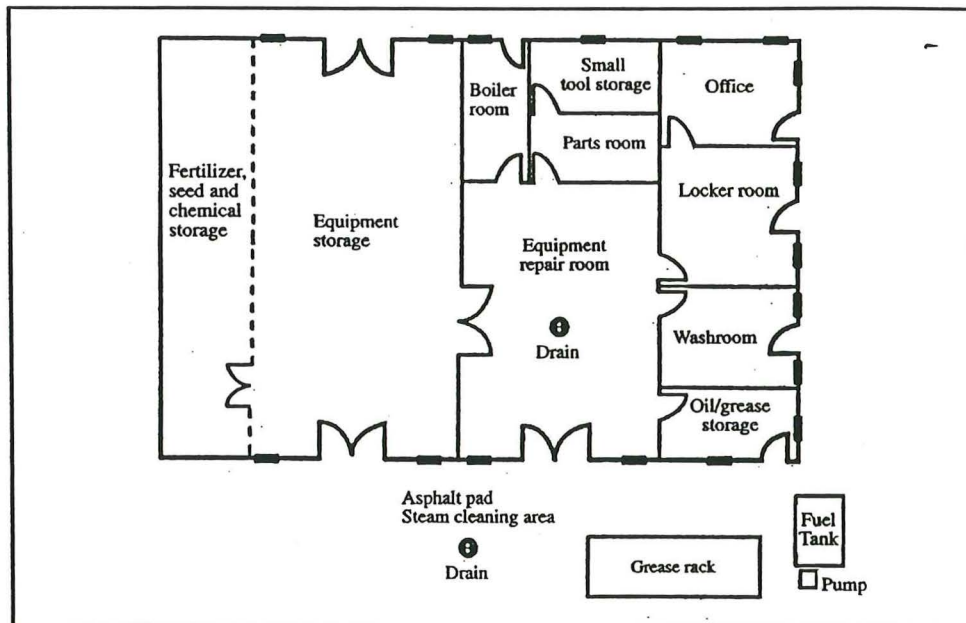 Small
tool storage
Office
Boiler
room
Parts room
Fertilizer,
seed and
chemical
storage
Locker room
Equipment
storage
Equipment
repair room
Washroom
Drain
Oil/grease
storage
Asphalt pad
Steam cleaning area
Drain
Grease rack
Fuel
Tank
Pump